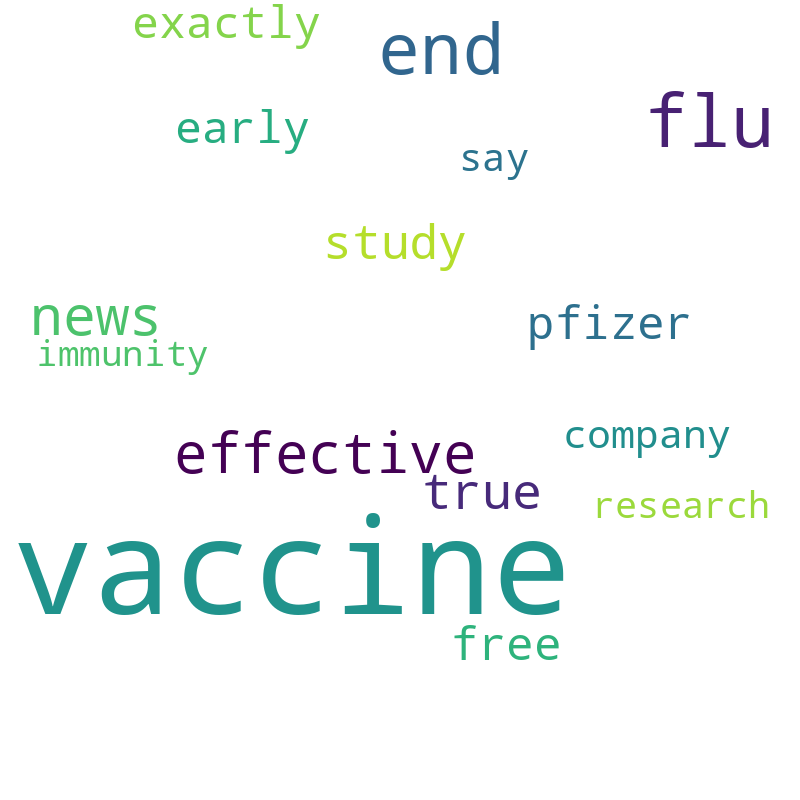 exactly
end
flu
early
say
study
news
pfizer
immunity
effective
company
true
research
vaccine
free